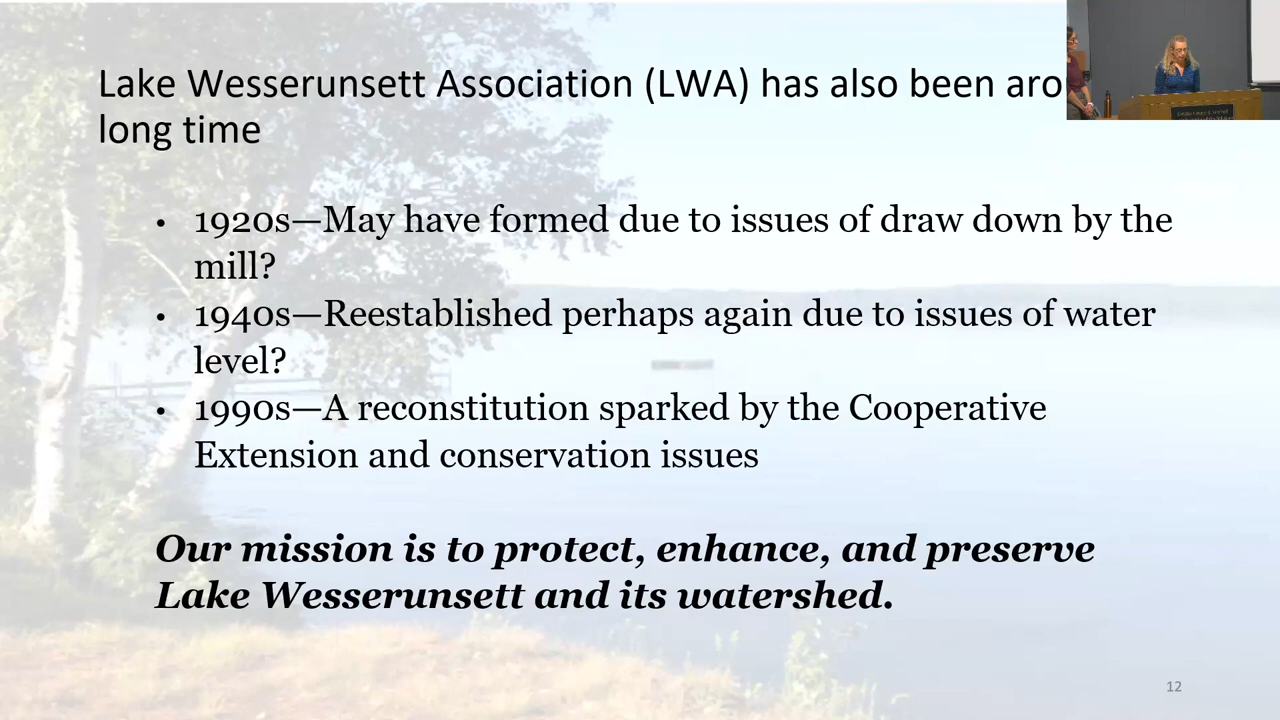 Lake Wesserunsett Association (LWA) has also been aro
long time
• 1920s—May have formed due to issues of draw down by the
mill?
• 1940s—Reestablished perhaps again due to issues of water
level?
• 1990s—A reconstitution sparked by the Cooperative
Extension and conservation issues
Our mission is to protect, enhance, and preserve
Lake Wesserunsett and its watershed.
12